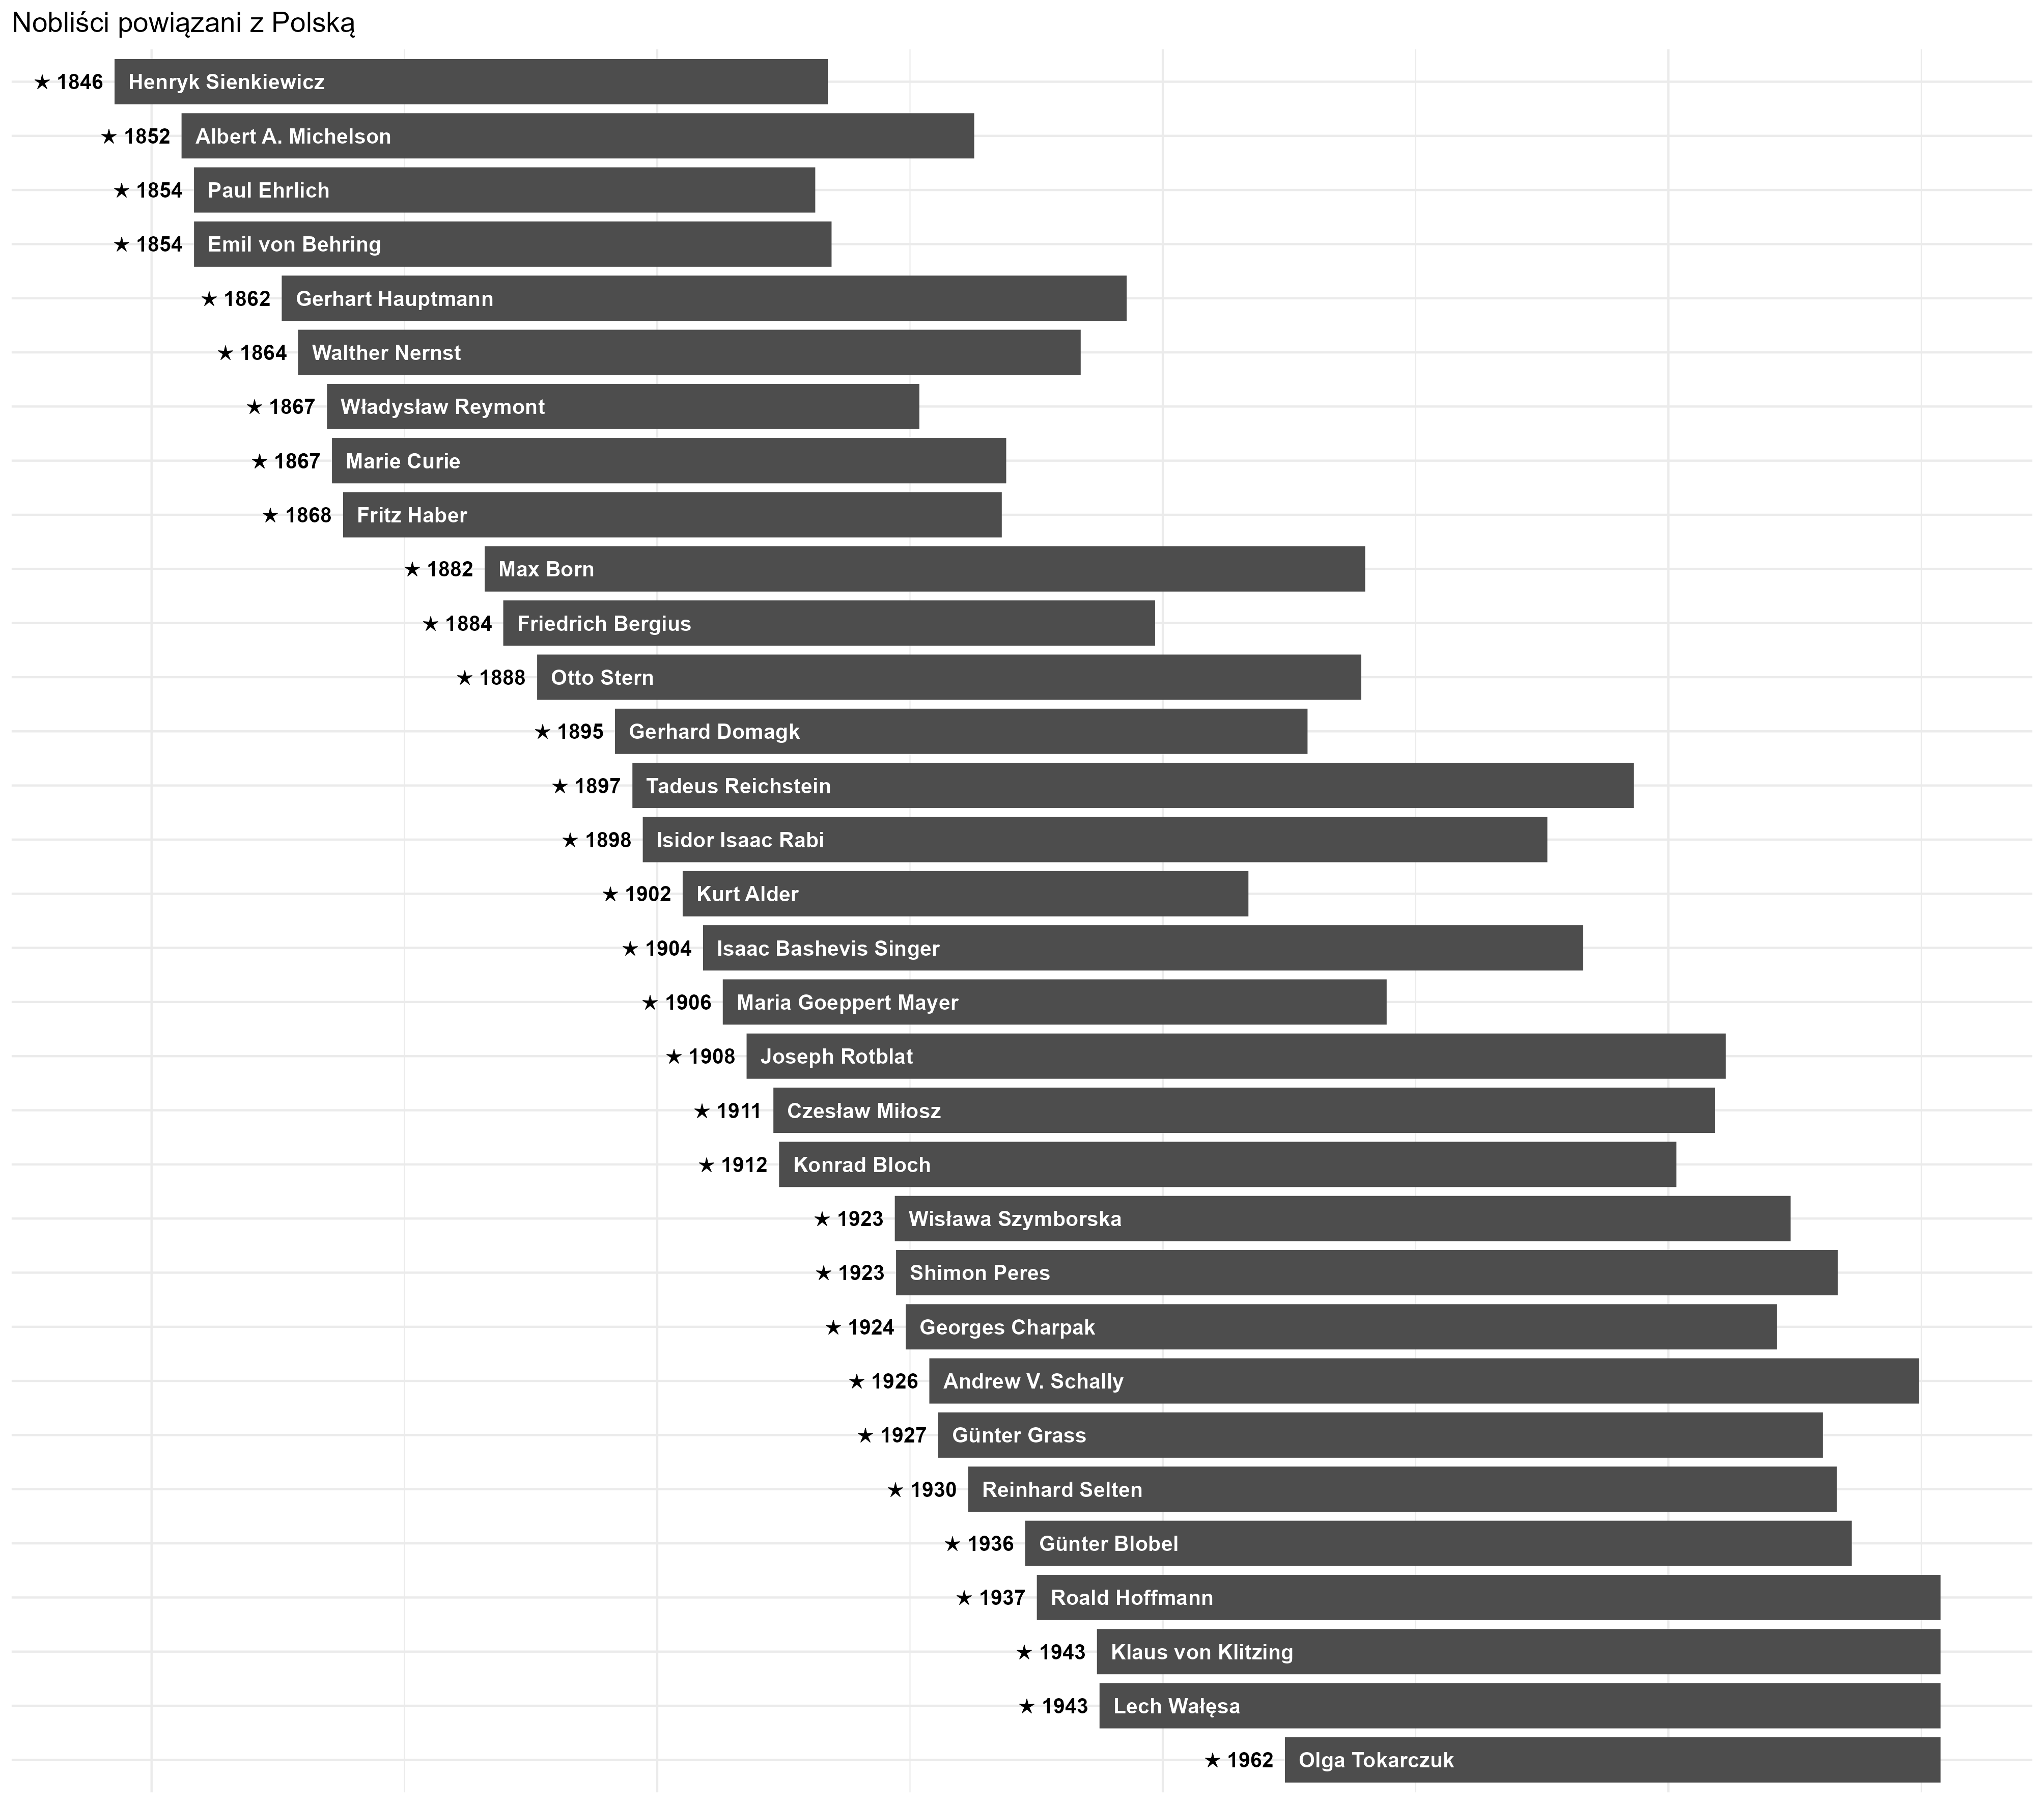 Nobliści powiązani z Polską
★ 1846 Henryk Sienkiewicz
★ 1852 Albert A. Michelson
★ 1854 Paul Ehrlich
★ 1854 Emil von Behring
★ 1862 Gerhart Hauptmann
★ 1864 Walther Nernst
★ 1867 Władysław Reymont
★ 1867 Marie Curie
★ 1868 Fritz Haber
★ 1882 Max Born
★ 1884 Friedrich Bergius
★ 1888 Otto Stern
★ 1895 Gerhard Domagk
★ 1897 Tadeus Reichstein
★ 1898 Isidor Isaac Rabi
★ 1902 Kurt Alder
★ 1904 Isaac Bashevis Singer
★ 1906 Maria Goeppert Mayer
★ 1908 Joseph Rotblat
★ 1911 Czesław Miłosz
★ 1912 Konrad Bloch
★ 1923 Wisława Szymborska
★ 1923 Shimon Peres
★ 1924 Georges Charpak
★ 1926 Andrew V. Schally
★ 1927 Günter Grass
★ 1930 Reinhard Selten
★ 1936 Günter Blobel
★ 1937 Roald Hoffmann
★ 1943 Klaus von Klitzing
★ 1943 Lech Wałęsa
★ 1962 Olga Tokarczuk